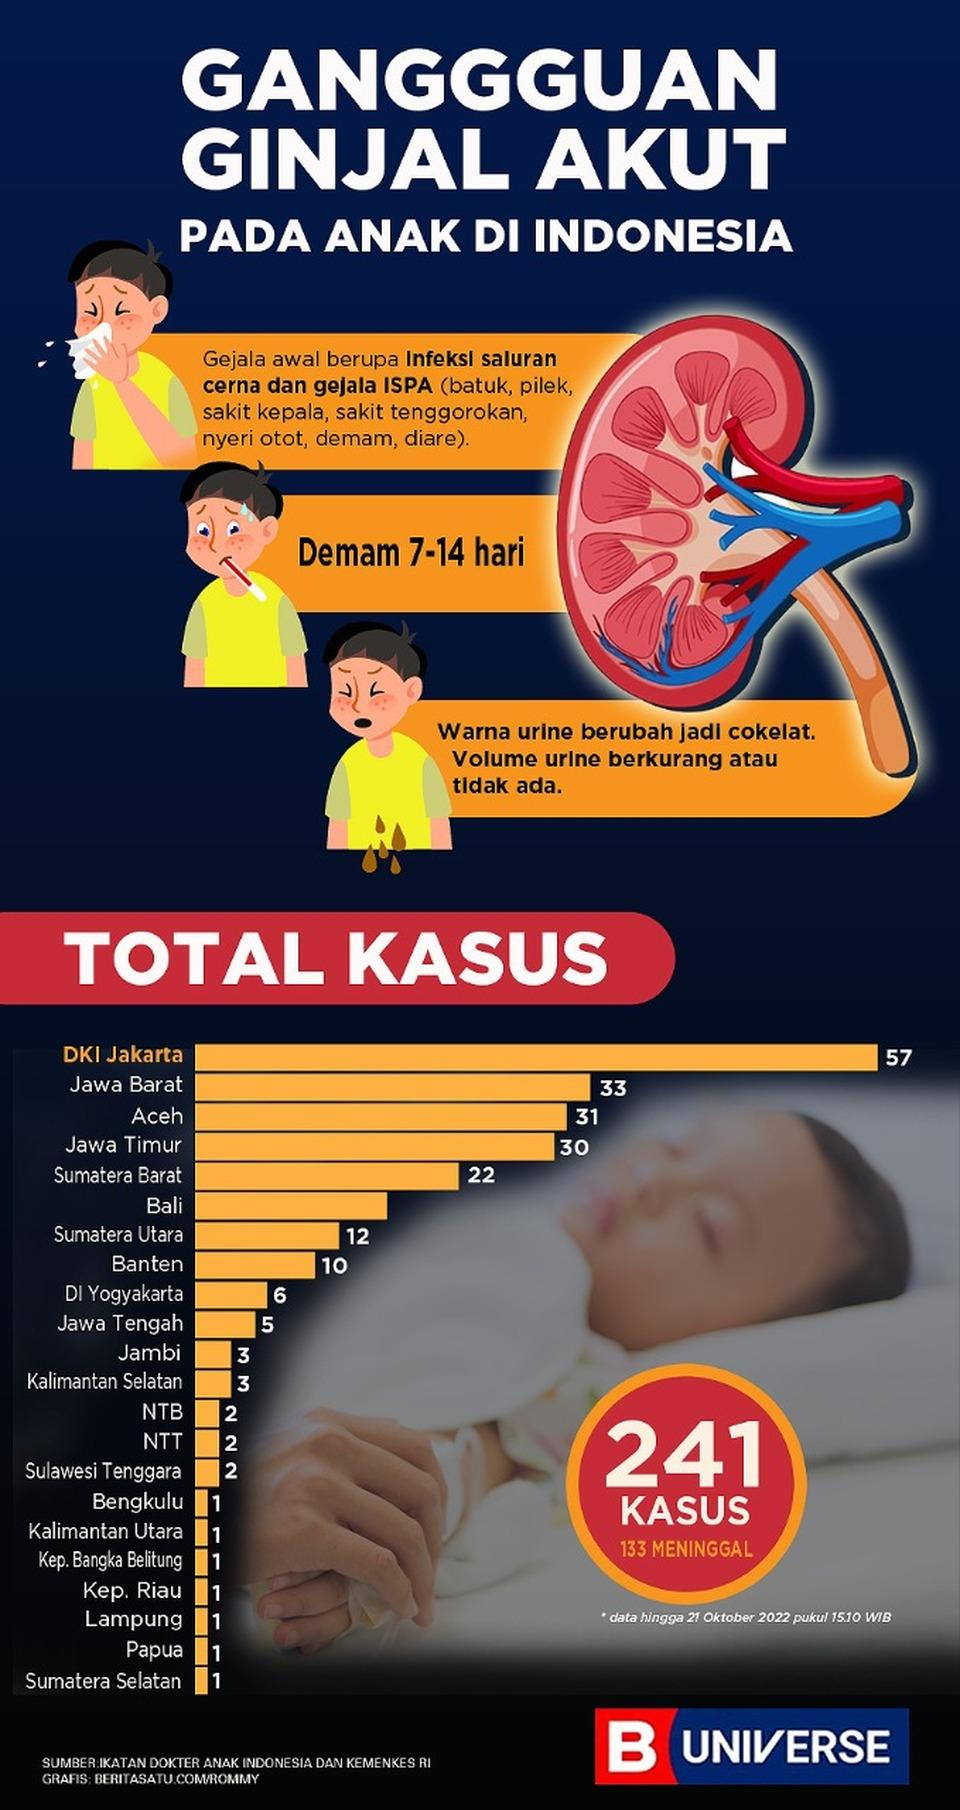 GANGGGUAN
GINJAL AKUT
PADA ANAK DI INDONESIA
Gejala awal berupa infeksi saluran
cerna dan gejala ISPA (batuk, pilek,
sakit kepala, sakit tenggorokan,
nyeri otot, demam, diare).
Demam 7-14 hari
Warna urine berubah jadi cokelat.
Volume urine berkurang atau
tidak ada.
TOTAL KASUS
DKI Jakarta 57
Jawa Barat 33
Aceh 31
Jawa Timur 30
Sumatera Barat 22
Bali
Sumatera Utara 12
Banten 10
DI Yogyakarta 6
Jawa Tengah 5
Jambi 3
Kalimantan Selatan 3
NTB 2
NTT 2
Sulawesi Tenggara 2
Bengkulu 1
Kalimantan Utara 1
Kep. Bangka Belitung 1
Kep. Riau 1
Lampung 1
Papua 1
Sumatera Selatan 1
241
KASUS
133 MENINGGAL
* data hingga 21 Oktober 2022 pukul 15.10 WIB
SUMBER:IKATAN DOKTER ANAK INDONESIA DAN KEMENKES RI
GRAFIS: BERITASATU.COM/ROMMY
B UNIVERSE